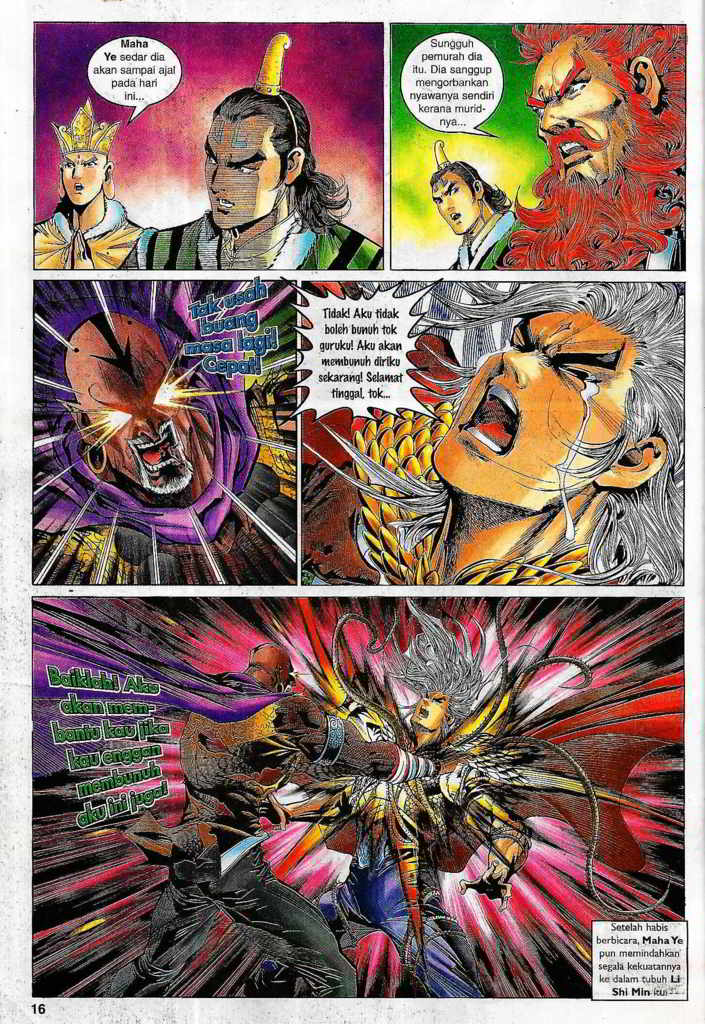 Maha
Ye sedar dia
akan sampai ajal
pada hari
ini...
Sungguh
pemurah dia
itu. Dia sanggup
mengorbankan
nyawanya sendiri
kerana murid-
nya...
Tak usah
buang
masa lagi!
Cepat!
Tidak! Aku tidak
boleh bunuh tok
guruku! Aku akan
membunuh diriku
sekarang! Selamat
tinggal, tok...
Baiklah! Aku
akan mem-
bantu kau jika
kau enggan
membunuh
aku ini juga!
Setelah habis
berbicara, Maha Ye
pun memindahkan
segala kekuatannya
ke dalam tubuh Li
Shi Min itu!
16